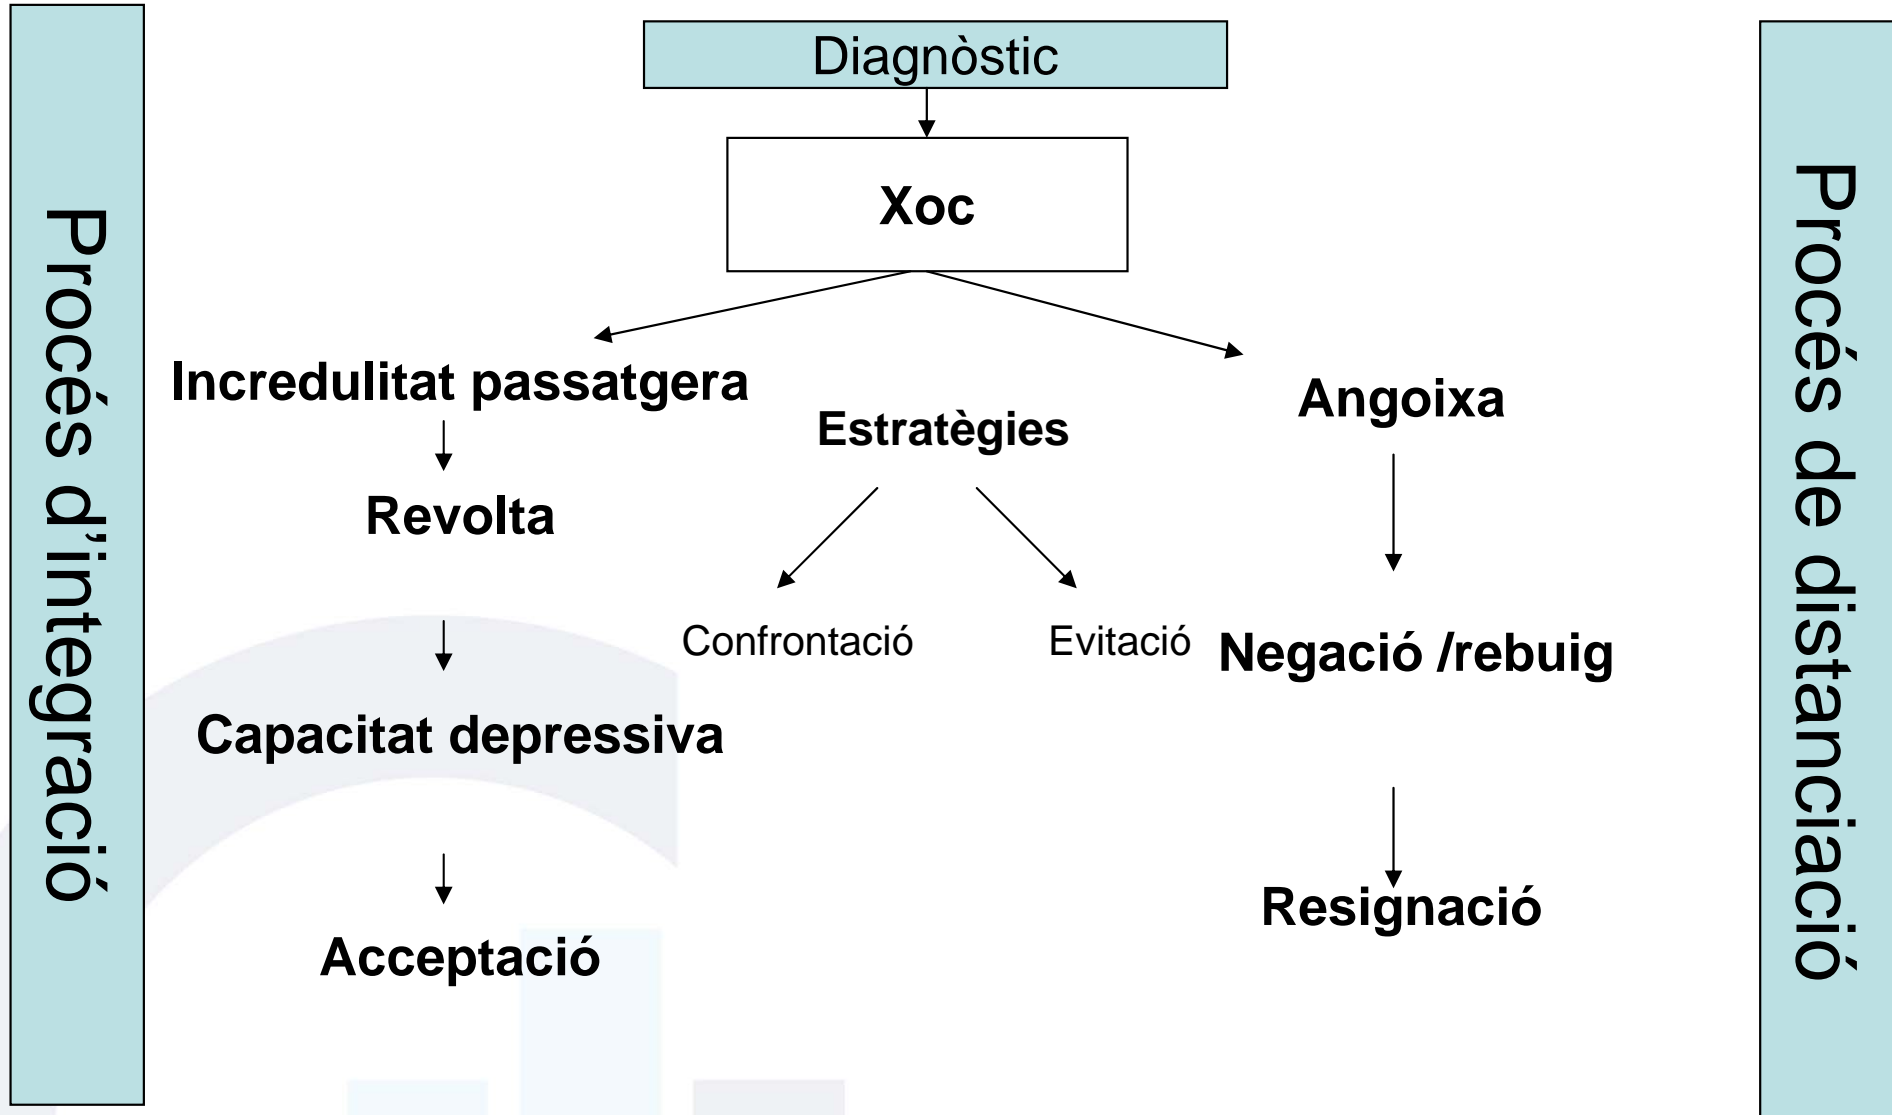 Diagnòstic
Xoc
Procés d'integració
Incredulitat passatgera
Revolta
Capacitat depressiva
Acceptació
Estratègies
Confrontació
Evitació
Angoixa
Negació /rebuig
Resignació
Procés de distanciació